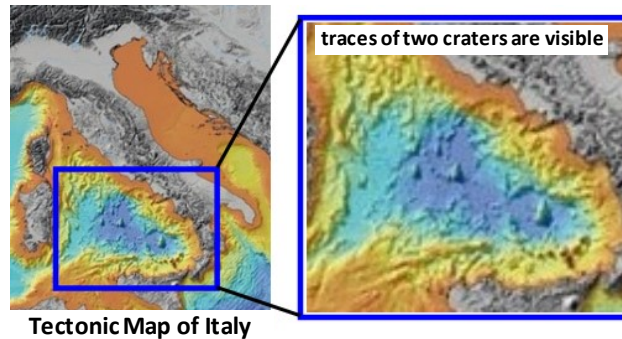 traces of two craters are visible
Tectonic Map of Italy